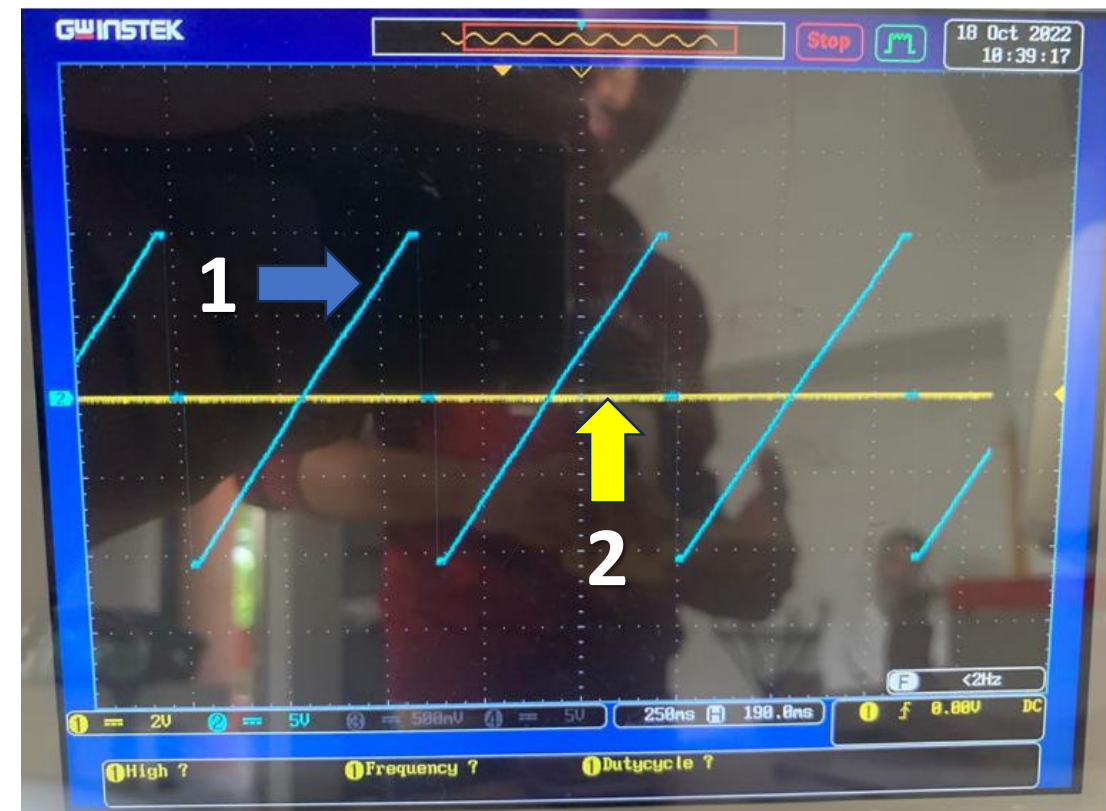 GWINSTEK
Stop
18 Oct 2022
10:39:17
1
2
2
F <2Hz
1 2V 2 5V 3 500mV 4 5V
250ms 190.0ms
1 0.00V DC
1 High ? 1 Frequency ? 1 Dutycycle ?